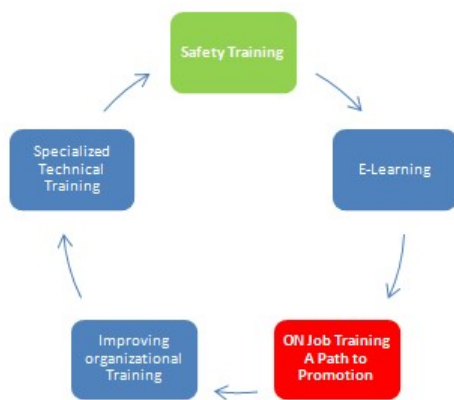 Safety Training
E-Learning
ON Job Training
A Path to
Promotion
Improving
organizational
Training
Specialized
Technical
Training